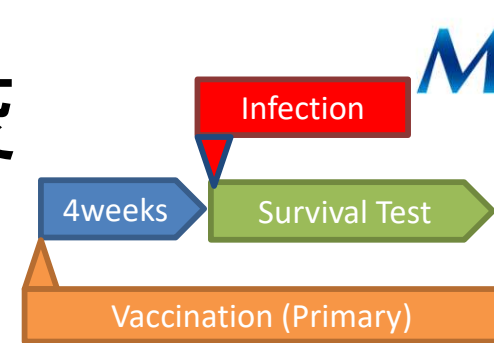 M
Infection
4weeks
Survival Test
Vaccination (Primary)